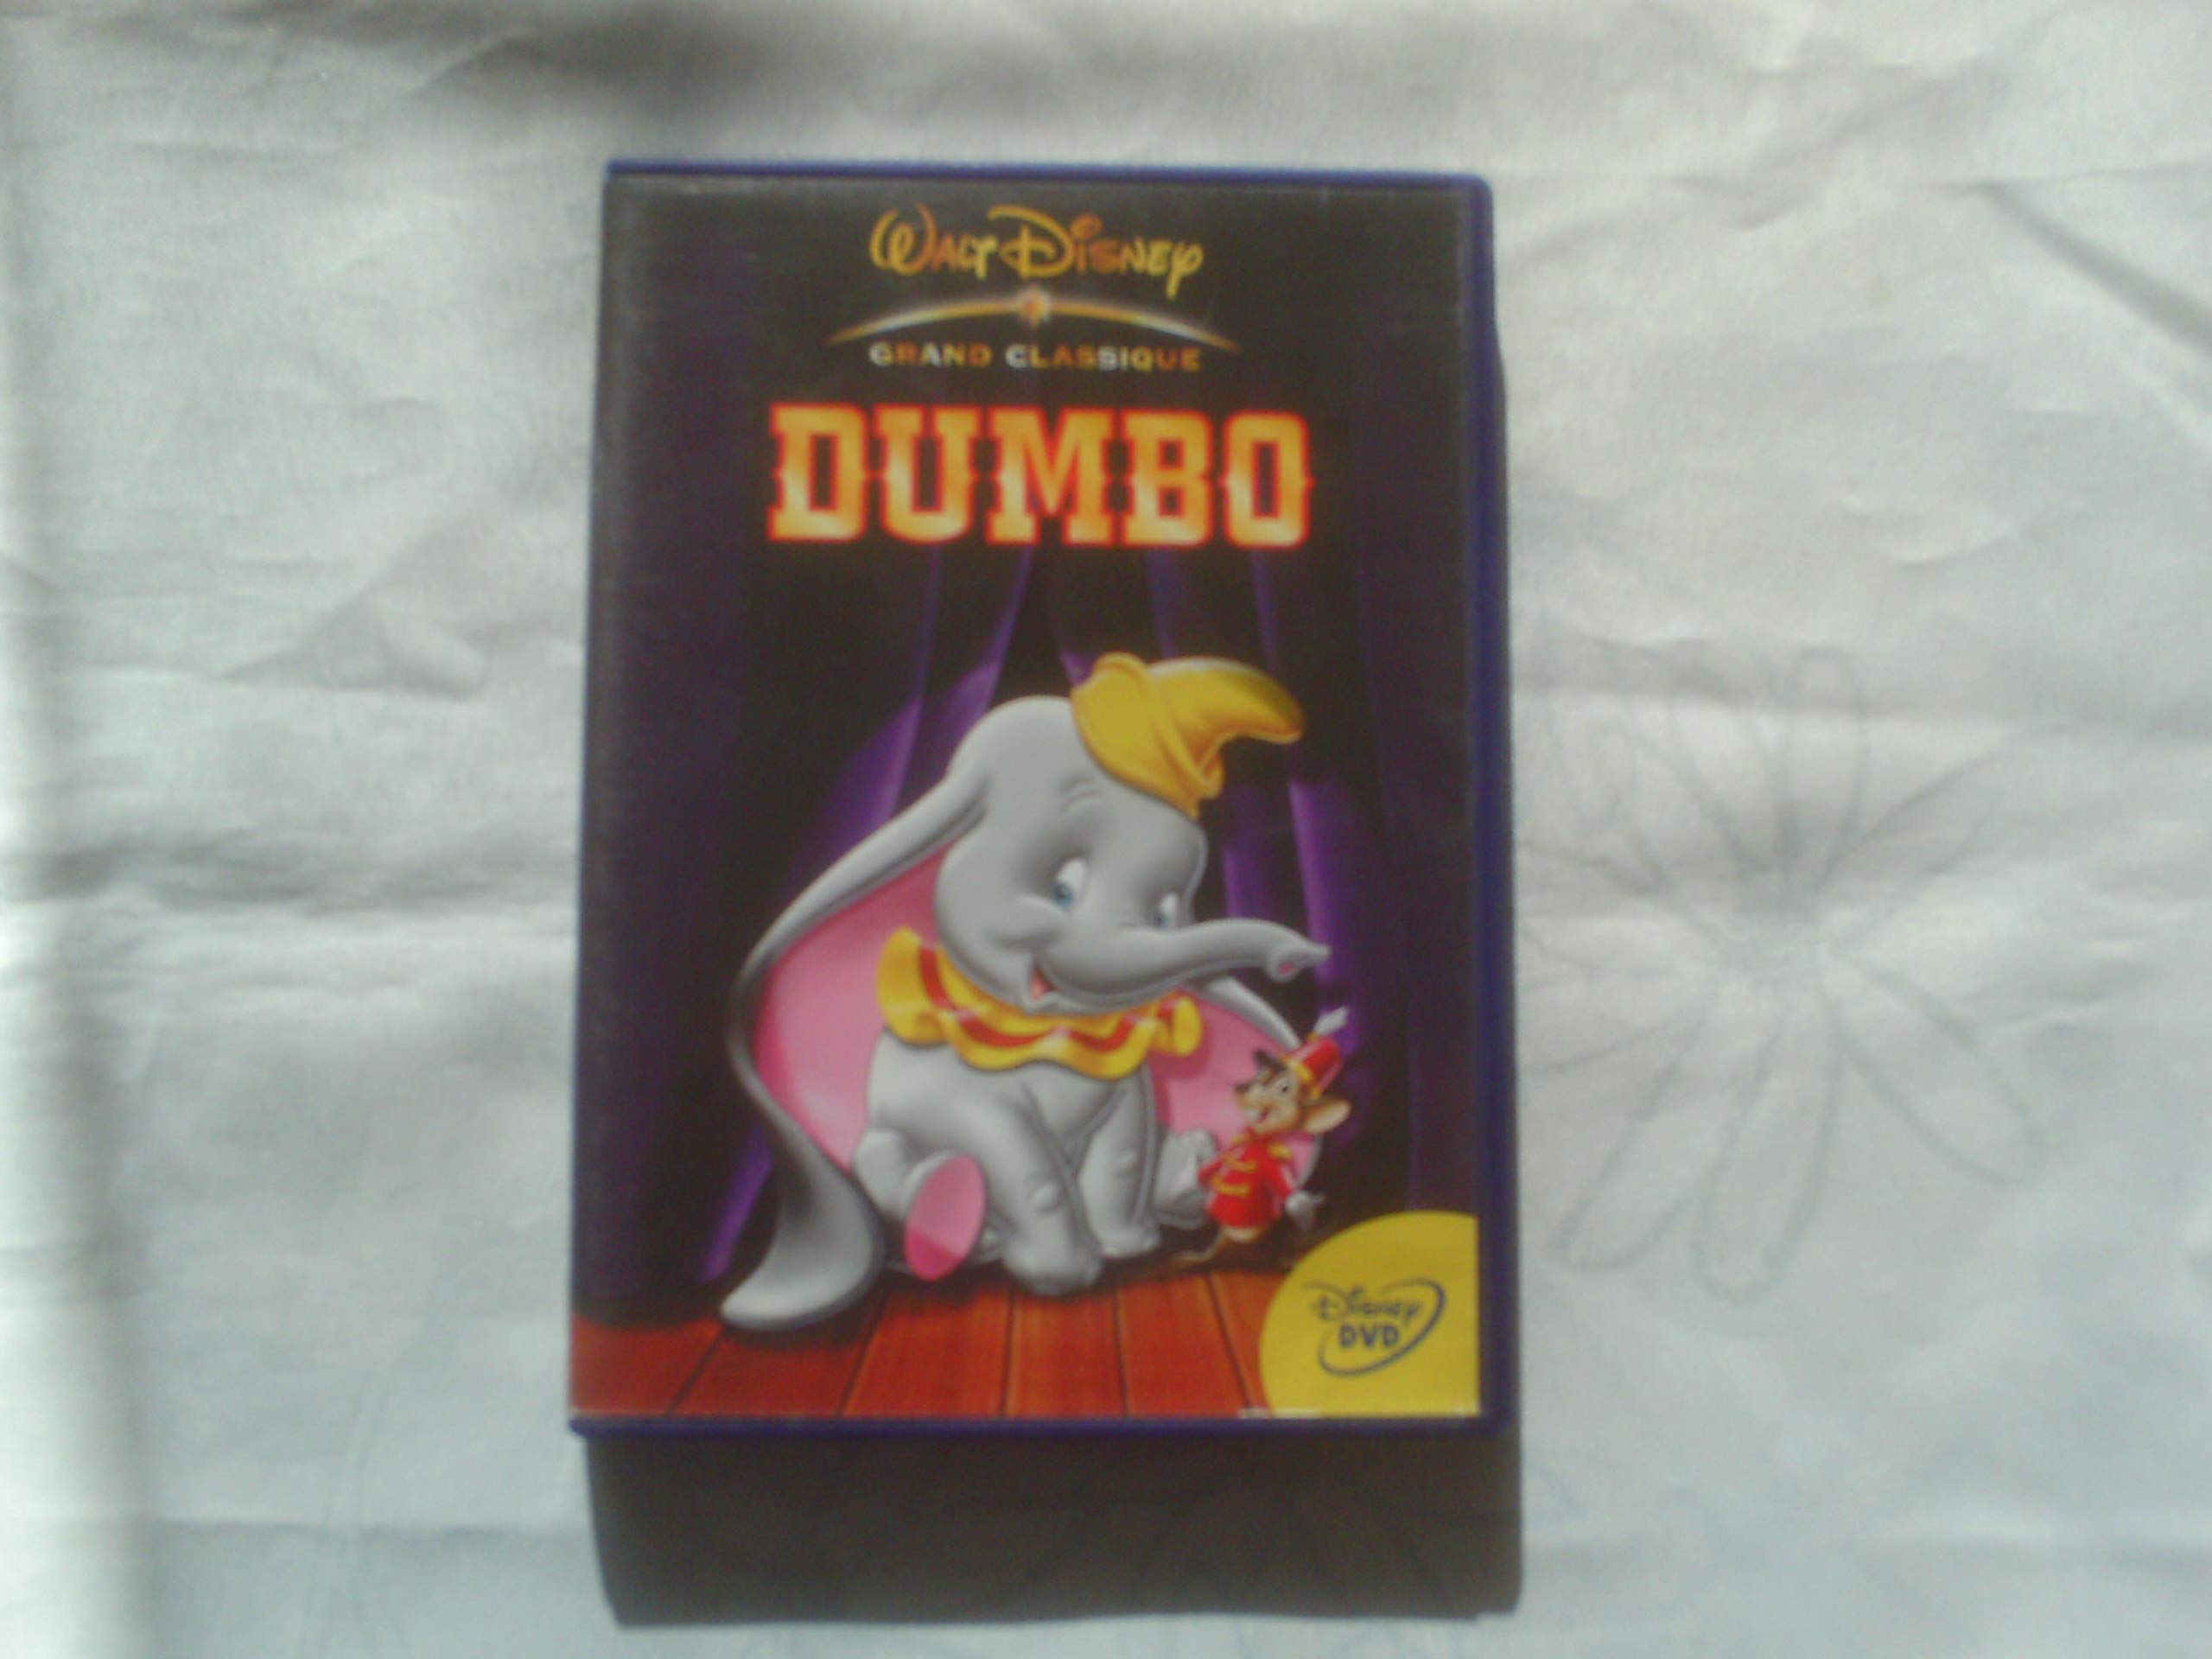 WALT DISNEY
GRAND CLASSIQUE
DUMBO
Disney
DVD